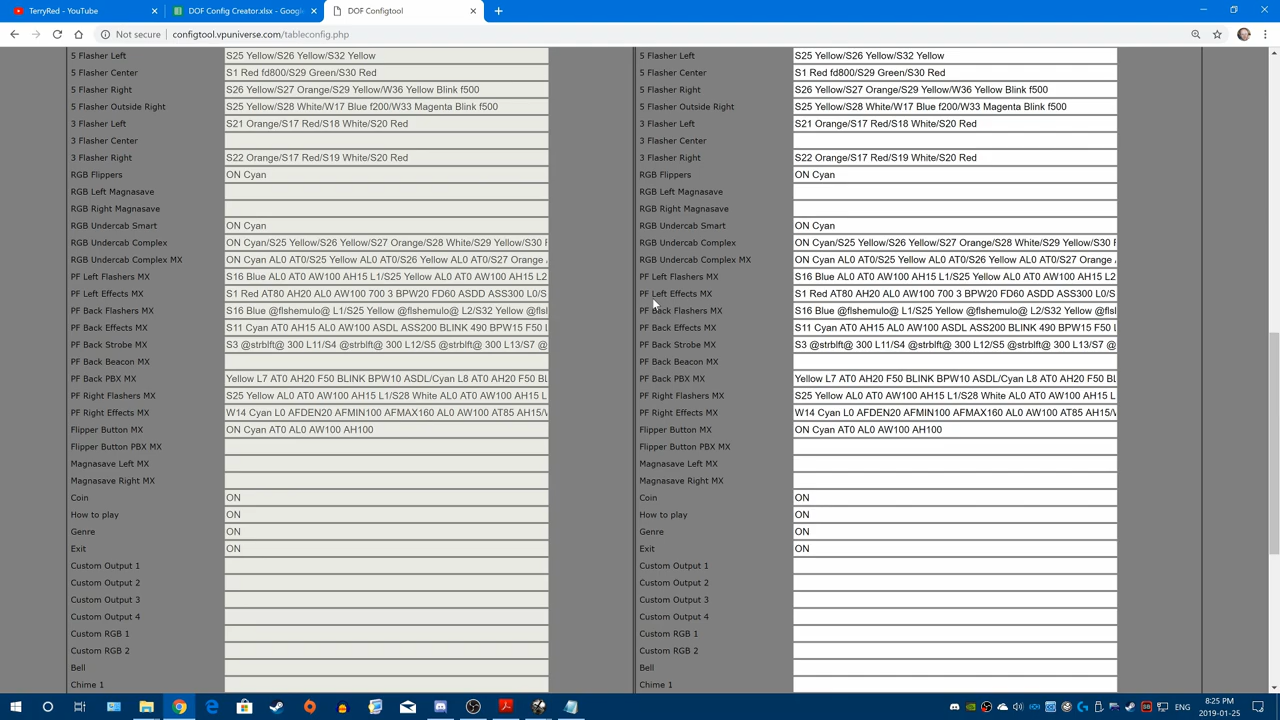 TerryRed - YouTube
DOF Config Creator.xlsx - Google
DOF Configtool
Not secure | configtool.vpuniverse.com/tableconfig.php
5 Flasher Left S25 Yellow/S26 Yellow/S32 Yellow 5 Flasher Left S25 Yellow/S26 Yellow/S32 Yellow
5 Flasher Center S1 Red fd800/S29 Green/S30 Red 5 Flasher Center S1 Red fd800/S29 Green/S30 Red
5 Flasher Right S26 Yellow/S27 Orange/S29 Yellow/W36 Yellow Blink f500 5 Flasher Right S26 Yellow/S27 Orange/S29 Yellow/W36 Yellow Blink f500
5 Flasher Outside Right S25 Yellow/S28 White/W17 Blue f200/W33 Magenta Blink f500 5 Flasher Outside Right S25 Yellow/S28 White/W17 Blue f200/W33 Magenta Blink f500
3 Flasher Left S21 Orange/S17 Red/S18 White/S20 Red 3 Flasher Left S21 Orange/S17 Red/S18 White/S20 Red
3 Flasher Center 3 Flasher Center
3 Flasher Right S22 Orange/S17 Red/S19 White/S20 Red 3 Flasher Right S22 Orange/S17 Red/S19 White/S20 Red
RGB Flippers ON Cyan RGB Flippers ON Cyan
RGB Left Magnasave RGB Left Magnasave
RGB Right Magnasave RGB Right Magnasave
RGB Undercab Smart ON Cyan RGB Undercab Smart ON Cyan
RGB Undercab Complex ON Cyan/S25 Yellow/S26 Yellow/S27 Orange/S28 White/S29 Yellow/S30 F RGB Undercab Complex ON Cyan/S25 Yellow/S26 Yellow/S27 Orange/S28 White/S29 Yellow/S30 F
RGB Undercab Complex MX ON Cyan AL0 AT0/S25 Yellow AL0 AT0/S26 Yellow AL0 AT0/S27 Orange RGB Undercab Complex MX ON Cyan AL0 AT0/S25 Yellow AL0 AT0/S26 Yellow AL0 AT0/S27 Orange
PF Left Flashers MX S16 Blue AL0 AT0 AW100 AH15 L1/S25 Yellow AL0 AT0 AW100 AH15 L2 PF Left Flashers MX S16 Blue AL0 AT0 AW100 AH15 L1/S25 Yellow AL0 AT0 AW100 AH15 L2
PF Left Effects MX S1 Red AT80 AH20 AL0 AW100 700 3 BPW20 FD60 ASDD ASS300 L0/S PF Left Effects MX S1 Red AT80 AH20 AL0 AW100 700 3 BPW20 FD60 ASDD ASS300 L0/S
PF Back Flashers MX S16 Blue @flshemulo@ L1/S25 Yellow @flshemulo@ L2/S32 Yellow @fls PF Back Flashers MX S16 Blue @flshemulo@ L1/S25 Yellow @flshemulo@ L2/S32 Yellow @fls
PF Back Effects MX S11 Cyan AT0 AH15 AL0 AW100 ASDL ASS200 BLINK 490 BPW15 F50 L PF Back Effects MX S11 Cyan AT0 AH15 AL0 AW100 ASDL ASS200 BLINK 490 BPW15 F50 L
PF Back Strobe MX S3 @strblft@ 300 L11/S4 @strblft@ 300 L12/S5 @strblft@ 300 L13/S7 @ PF Back Strobe MX S3 @strblft@ 300 L11/S4 @strblft@ 300 L12/S5 @strblft@ 300 L13/S7 @
PF Back Beacon MX PF Back Beacon MX
PF Back PBX MX Yellow L7 AT0 AH20 F50 BLINK BPW10 ASDL/Cyan L8 AT0 AH20 F50 BL PF Back PBX MX Yellow L7 AT0 AH20 F50 BLINK BPW10 ASDL/Cyan L8 AT0 AH20 F50 BL
PF Right Flashers MX S25 Yellow AL0 AT0 AW100 AH15 L1/S28 White AL0 AT0 AW100 AH15 L PF Right Flashers MX S25 Yellow AL0 AT0 AW100 AH15 L1/S28 White AL0 AT0 AW100 AH15 L
PF Right Effects MX W14 Cyan L0 AFDEN20 AFMIN100 AFMAX160 AL0 AW100 AT85 AH15/ PF Right Effects MX W14 Cyan L0 AFDEN20 AFMIN100 AFMAX160 AL0 AW100 AT85 AH15/
Flipper Button MX ON Cyan AT0 AL0 AW100 AH100 Flipper Button MX ON Cyan AT0 AL0 AW100 AH100
Flipper Button PBX MX Flipper Button PBX MX
Magnasave Left MX Magnasave Left MX
Magnasave Right MX Magnasave Right MX
Coin ON Coin ON
How to play ON How to play ON
Genre ON Genre ON
Exit ON Exit ON
Custom Output 1 Custom Output 1
Custom Output 2 Custom Output 2
Custom Output 3 Custom Output 3
Custom Output 4 Custom Output 4
Custom RGB 1 Custom RGB 1
Custom RGB 2 Custom RGB 2
Bell Bell
Chime 1 Chime 1
ENG
8:25 PM
2019-01-25